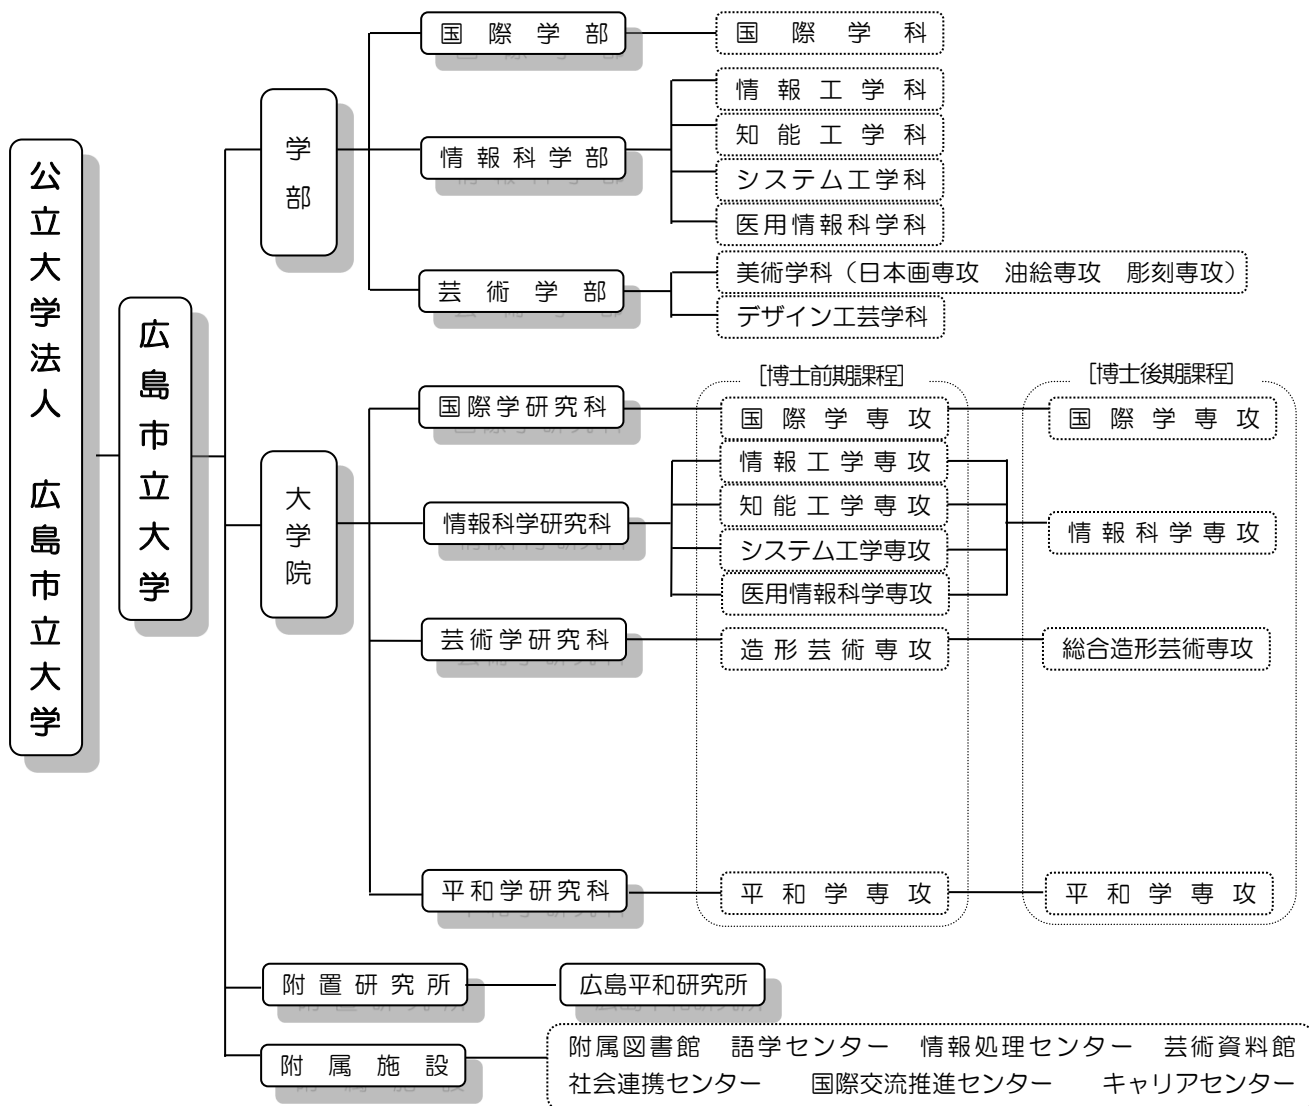 公立大学法人　広島市立大学
広島市立大学
学部
国際学部
国際学科
情報科学部
情報工学科
知能工学科
システム工学科
医用情報科学科
芸術学部
美術学科（日本画専攻　油絵専攻　彫刻専攻）
デザイン工芸学科
大学院
[博士前期課程]
[博士後期課程]
国際学研究科
国際学専攻
国際学専攻
情報科学研究科
情報工学専攻
知能工学専攻
システム工学専攻
医用情報科学専攻
情報科学専攻
芸術学研究科
造形芸術専攻
総合造形芸術専攻
平和学研究科
平和学専攻
平和学専攻
附置研究所
広島平和研究所
附属施設
附属図書館　語学センター　情報処理センター　芸術資料館
社会連携センター　国際交流推進センター　キャリアセンター